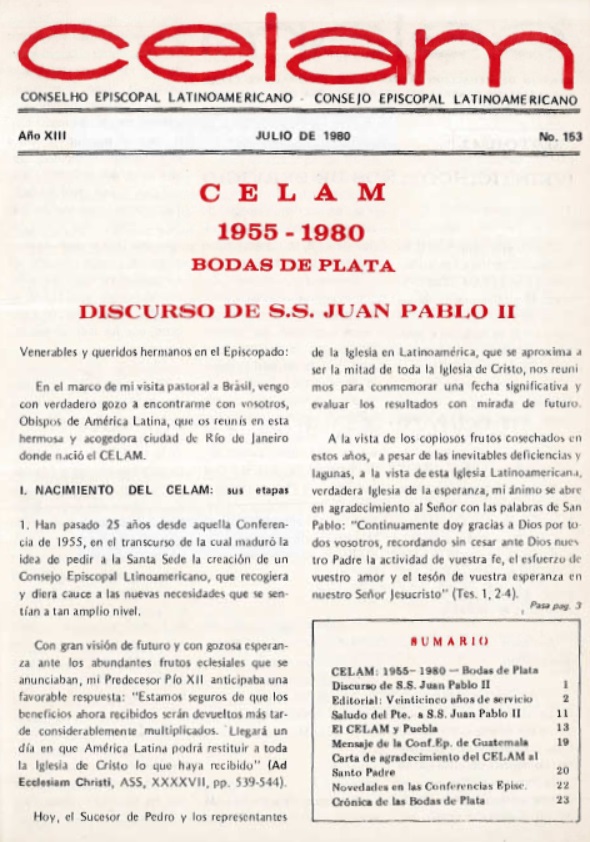 celam
CONSELHO EPISCOPAL LATINOAMERICANO - CONSEJO EPISCOPAL LATINOAMERICANO
Año XIII JULIO DE 1980 No. 153
CELAM
1955 - 1980
BODAS DE PLATA
DISCURSO DE S.S. JUAN PABLO II
Venerables y queridos hermanos en el Episcopado:
En el marco de mi visita pastoral a Brásil, vengo
con verdadero gozo a encontrarme con vosotros,
Obispos de América Latina, que os reunís en esta
hermosa y acogedora ciudad de Río de Janeiro
donde nació el CELAM.
I. NACIMIENTO DEL CELAM: sus etapas
1. Han pasado 25 años desde aquella Conferen-
cia de 1955, en el transcurso de la cual maduró la
idea de pedir a la Santa Sede la creación de un
Consejo Episcopal Ltinoamericano, que recogiera
y diera cauce a las nuevas necesidades que se sen-
tían a tan amplio nivel.
Con gran visión de futuro y con gozosa esperan-
za ante los abundantes frutos eclesiales que se
anunciaban, mi Predecesor Pío XII anticipaba una
favorable respuesta: "Estamos seguros de que los
beneficios ahora recibidos serán devueltos más tar-
de considerablemente multiplicados. Llegará un
día en que América Latina podrá restituir a toda
la Iglesia de Cristo lo que haya recibido" (Ad
Ecclesiam Christi, ASS, XXXXVII, pp. 539-544).
Hoy, el Sucesor de Pedro y los representantes
de la Iglesia en Latinoamérica, que se aproxima a
ser la mitad de toda la Iglesia de Cristo, nos reuni
mos para conmemorar una fecha significativa y
evaluar los resultados con mirada de futuro.
A la vista de los copiosos frutos cosechados en
estos años, a pesar de las inevitables deficiencias y
lagunas, a la vista de esta Iglesia Latinoamericana,
verdadera Iglesia de la esperanza, mi ánimo se abre
en agradecimiento al Señor con las palabras de San
Pablo: "Continuamente doy gracias a Dios por to
dos vosotros, recordando sin cesar ante Dios nues
tro Padre la actividad de vuestra fe, el esfuerzo de
vuestro amor y el tesón de vuestra esperanza en
nuestro Señor Jesucristo" (Tes. 1, 2-4).
Pasa pag. 3
SUMARIO
CELAM: 1955- 1980 — Bodas de Plata
Discurso de S.S. Juan Pablo II 1
Editorial: Veinticinco años de servicio 2
Saludo del Pte. a S.S. Juan Pablo II 11
El CELAM y Puebla 13
Mensaje de la Conf.Ep. de Guatemala 19
Carta de agradecimiento del CELAM al
Santo Padre 20
Novedades en las Conferencias Episc. 22
Crónica de las Bodas de Plata 23